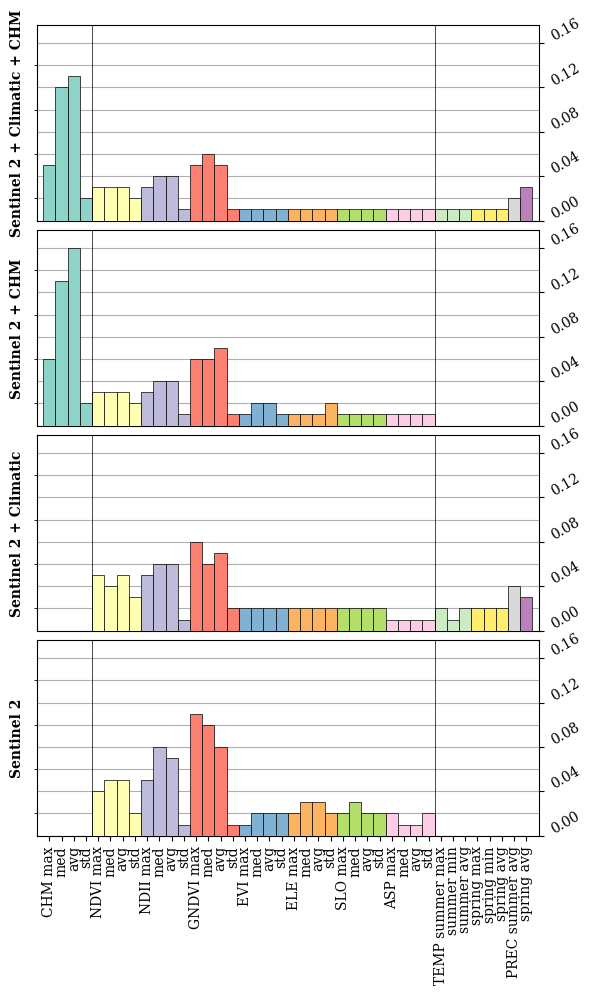 Sentinel 2 + Climatic + CHM
0.16
0.12
0.08
0.04
0.00
Sentinel 2 + CHM
0.16
0.12
0.08
0.04
0.00
Sentinel 2 + Climatic
0.16
0.12
0.08
0.04
0.00
Sentinel 2
0.16
0.12
0.08
0.04
0.00
CHM max
med
avg
std
NDVI max
med
avg
std
NDII max
med
avg
std
GNDVI max
med
avg
std
EVI max
med
avg
std
ELE max
med
avg
std
SLO max
med
avg
std
ASP max
med
avg
std
TEMP summer max
summer min
summer avg
spring max
spring min
spring avg
PREC summer avg
spring avg